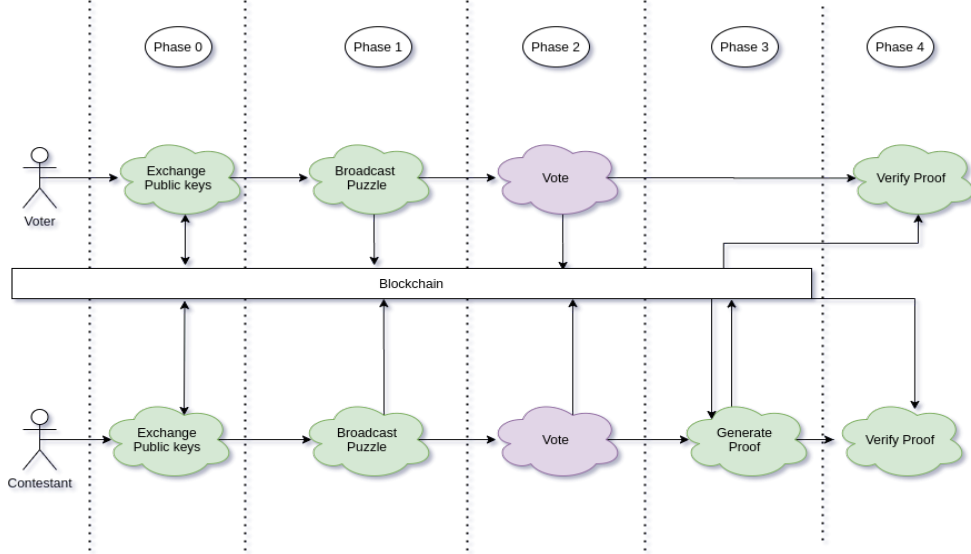 Phase 0
Phase 1
Phase 2
Phase 3
Phase 4
Exchange
Public keys
Broadcast
Puzzle
Vote
Verify Proof
Voter
Blockchain
Exchange
Public keys
Broadcast
Puzzle
Vote
Generate
Proof
Verify Proof
Contestant